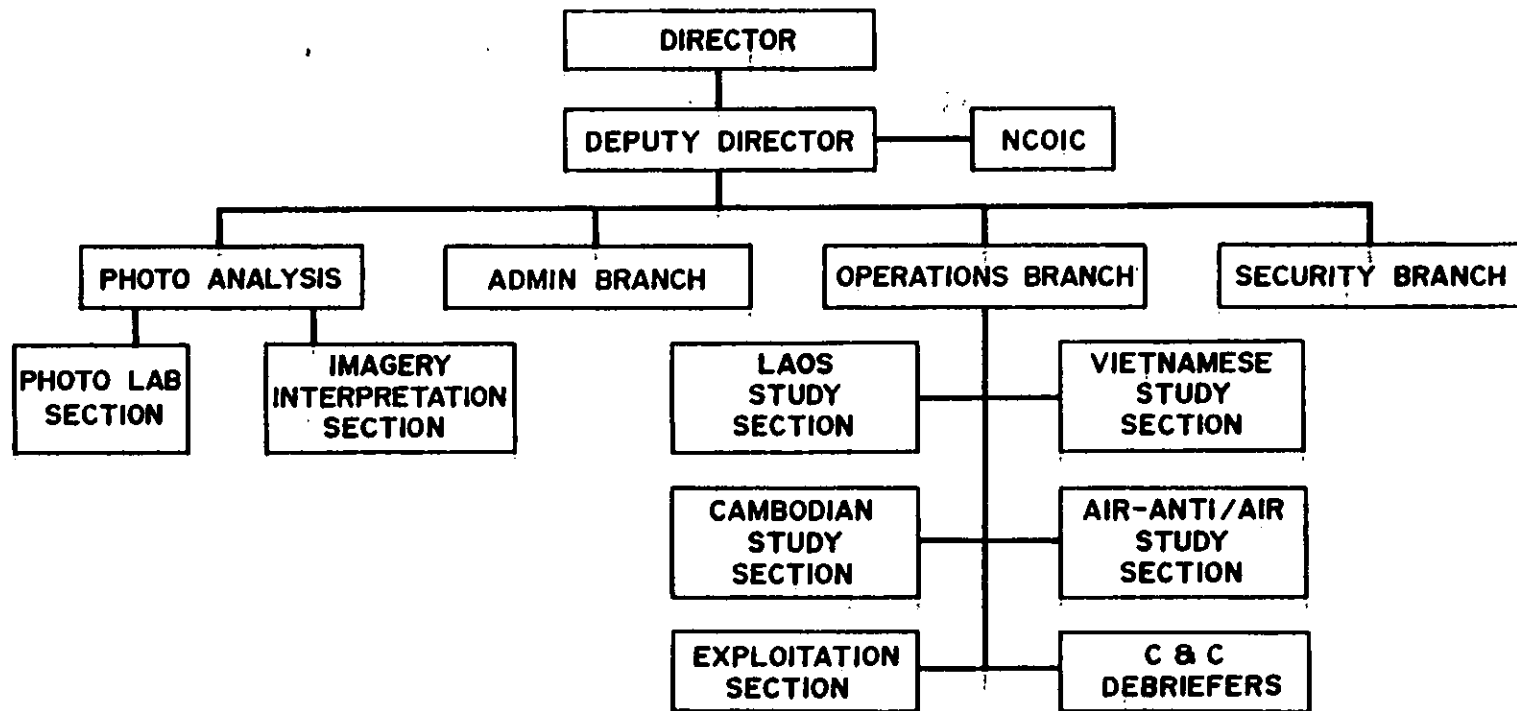 DIRECTOR
DEPUTY DIRECTOR
NCOIC
PHOTO ANALYSIS
ADMIN BRANCH
OPERATIONS BRANCH
SECURITY BRANCH
PHOTO LAB
SECTION
IMAGERY
INTERPRETATION
SECTION
LAOS
STUDY
SECTION
VIETNAMESE
STUDY
SECTION
CAMBODIAN
STUDY
SECTION
AIR-ANTI/AIR
STUDY
SECTION
EXPLOITATION
SECTION
C & C
DEBRIEFERS